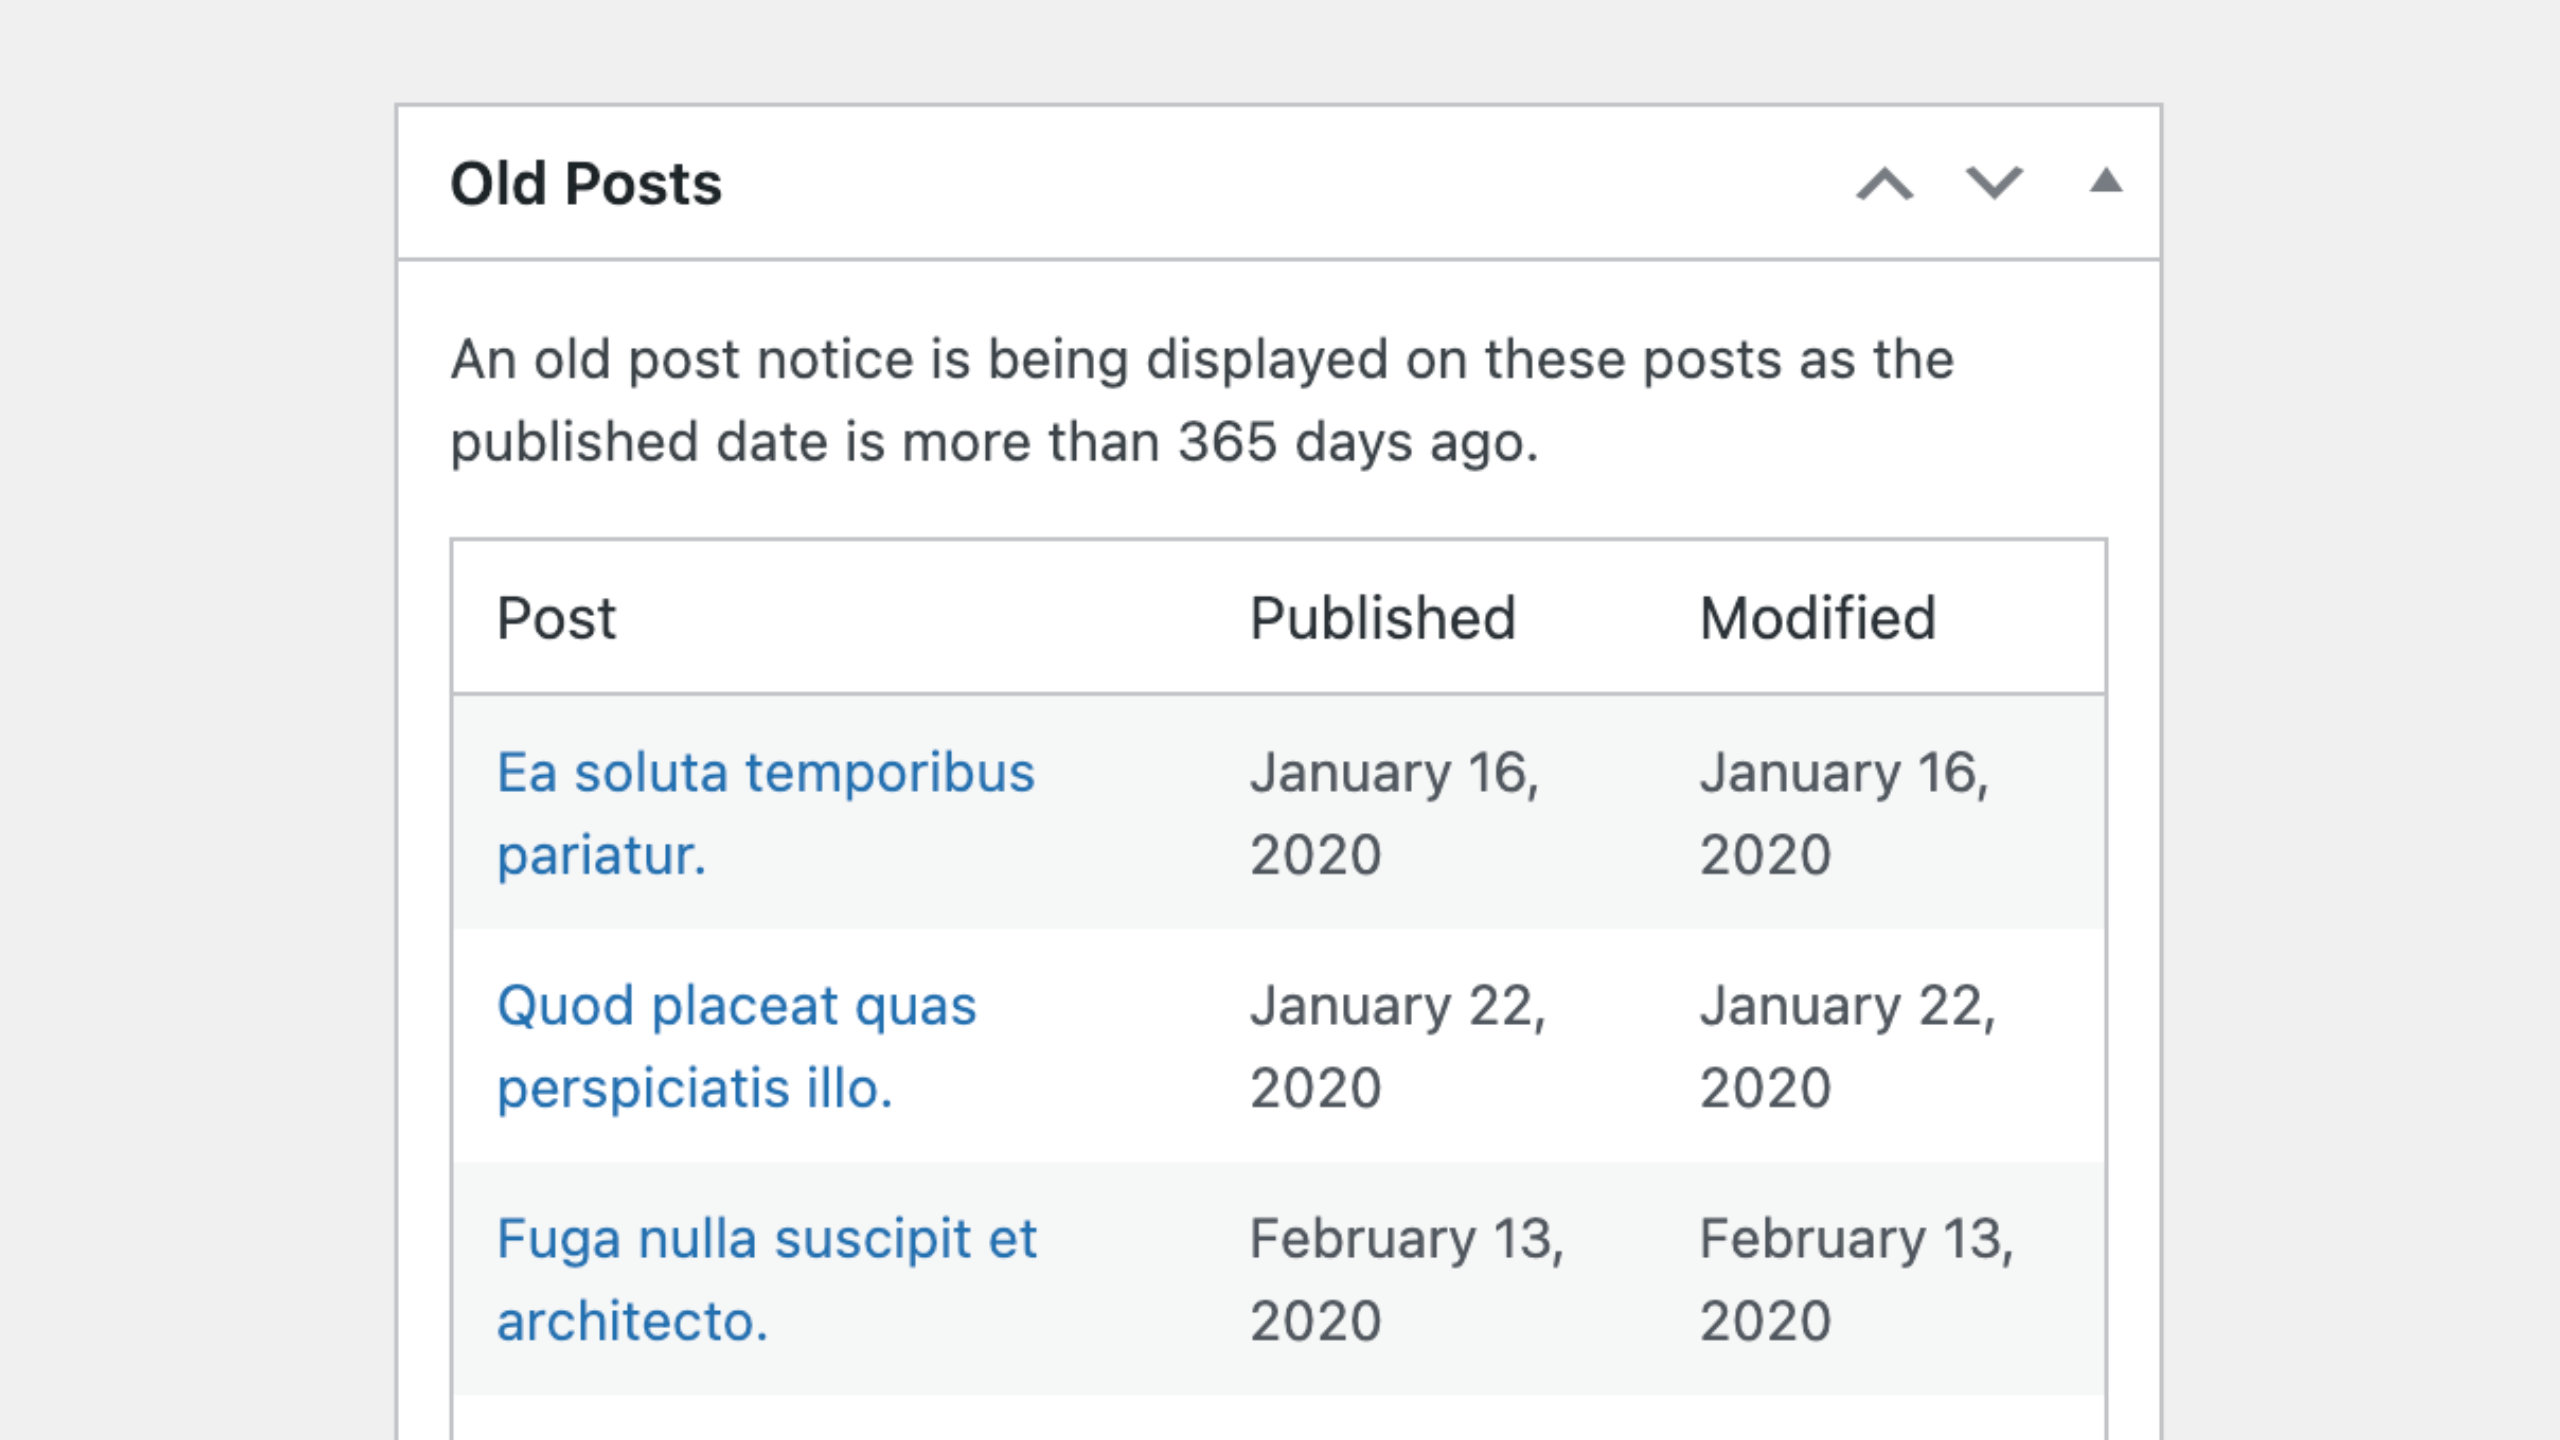 Old Posts
An old post notice is being displayed on these posts as the
published date is more than 365 days ago.
Post Published Modified
Ea soluta temporibus January 16, January 16,
pariatur. 2020 2020
Quod placeat quas January 22, January 22,
perspiciatis illo. 2020 2020
Fuga nulla suscipit et February 13, February 13,
architecto. 2020 2020